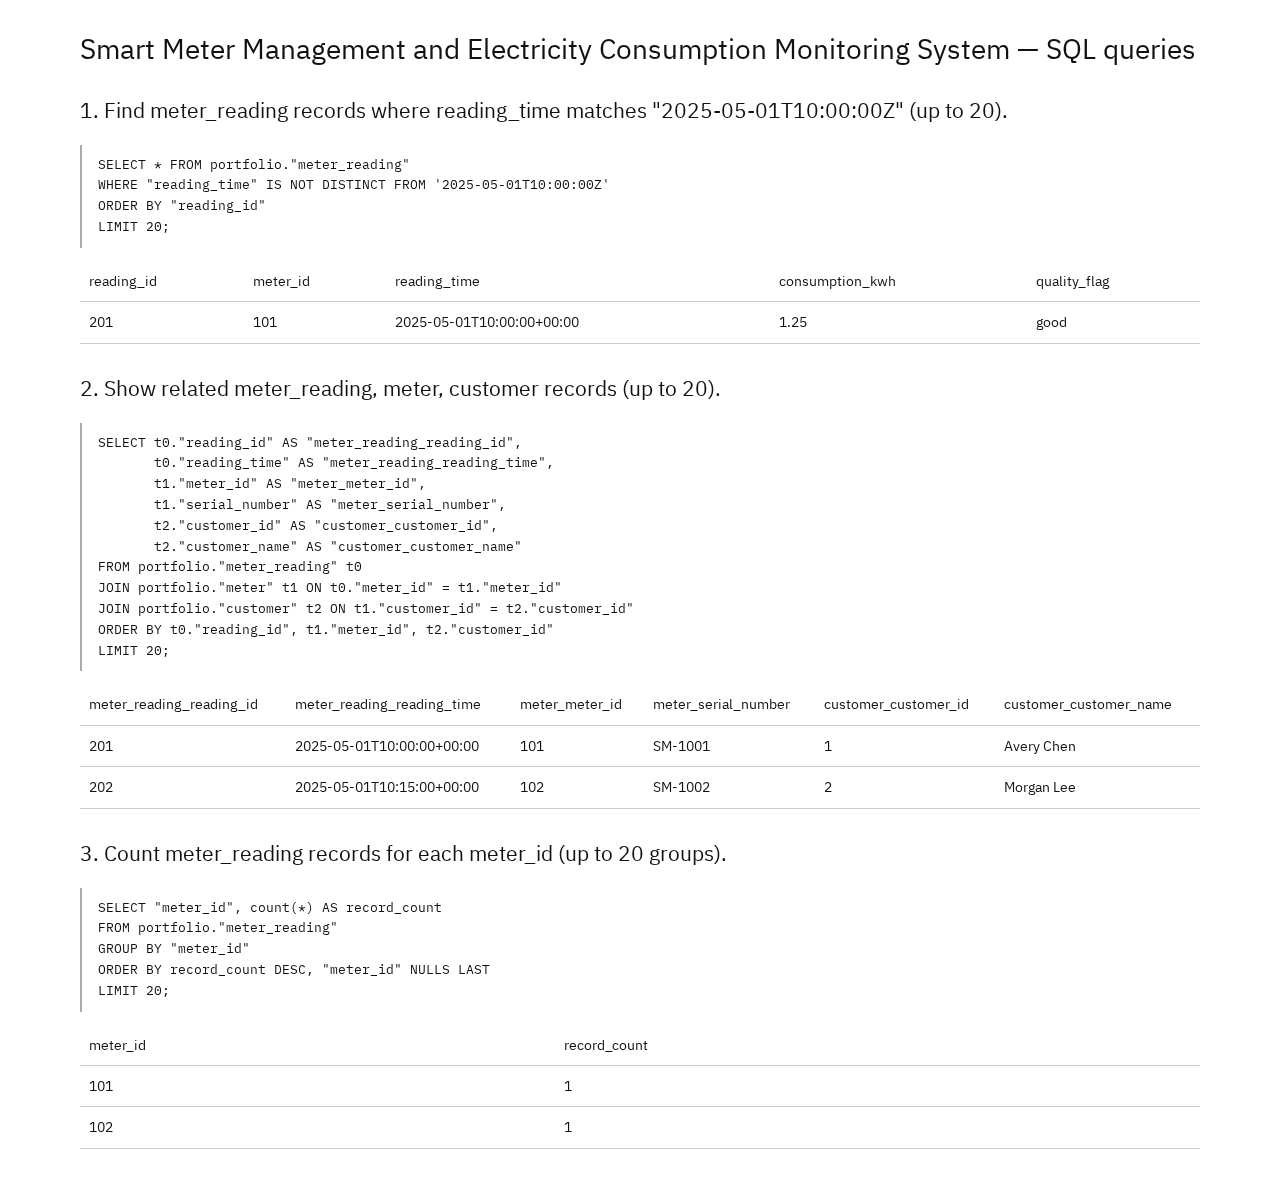 Smart Meter Management and Electricity Consumption Monitoring System — SQL queries
1. Find meter_reading records where reading_time matches "2025-05-01T10:00:00Z" (up to 20).
SELECT * FROM portfolio."meter_reading"
WHERE "reading_time" IS NOT DISTINCT FROM '2025-05-01T10:00:00Z'
ORDER BY "reading_id"
LIMIT 20;
reading_id meter_id reading_time consumption_kwh quality_flag
201 101 2025-05-01T10:00:00+00:00 1.25 good
2. Show related meter_reading, meter, customer records (up to 20).
SELECT t0."reading_id" AS "meter_reading_reading_id",
       t0."reading_time" AS "meter_reading_reading_time",
       t1."meter_id" AS "meter_meter_id",
       t1."serial_number" AS "meter_serial_number",
       t2."customer_id" AS "customer_customer_id",
       t2."customer_name" AS "customer_customer_name"
FROM portfolio."meter_reading" t0
JOIN portfolio."meter" t1 ON t0."meter_id" = t1."meter_id"
JOIN portfolio."customer" t2 ON t1."customer_id" = t2."customer_id"
ORDER BY t0."reading_id", t1."meter_id", t2."customer_id"
LIMIT 20;
meter_reading_reading_id meter_reading_reading_time meter_meter_id meter_serial_number customer_customer_id customer_customer_name
201 2025-05-01T10:00:00+00:00 101 SM-1001 1 Avery Chen
202 2025-05-01T10:15:00+00:00 102 SM-1002 2 Morgan Lee
3. Count meter_reading records for each meter_id (up to 20 groups).
SELECT "meter_id", count(*) AS record_count
FROM portfolio."meter_reading"
GROUP BY "meter_id"
ORDER BY record_count DESC, "meter_id" NULLS LAST
LIMIT 20;
meter_id record_count
101 1
102 1